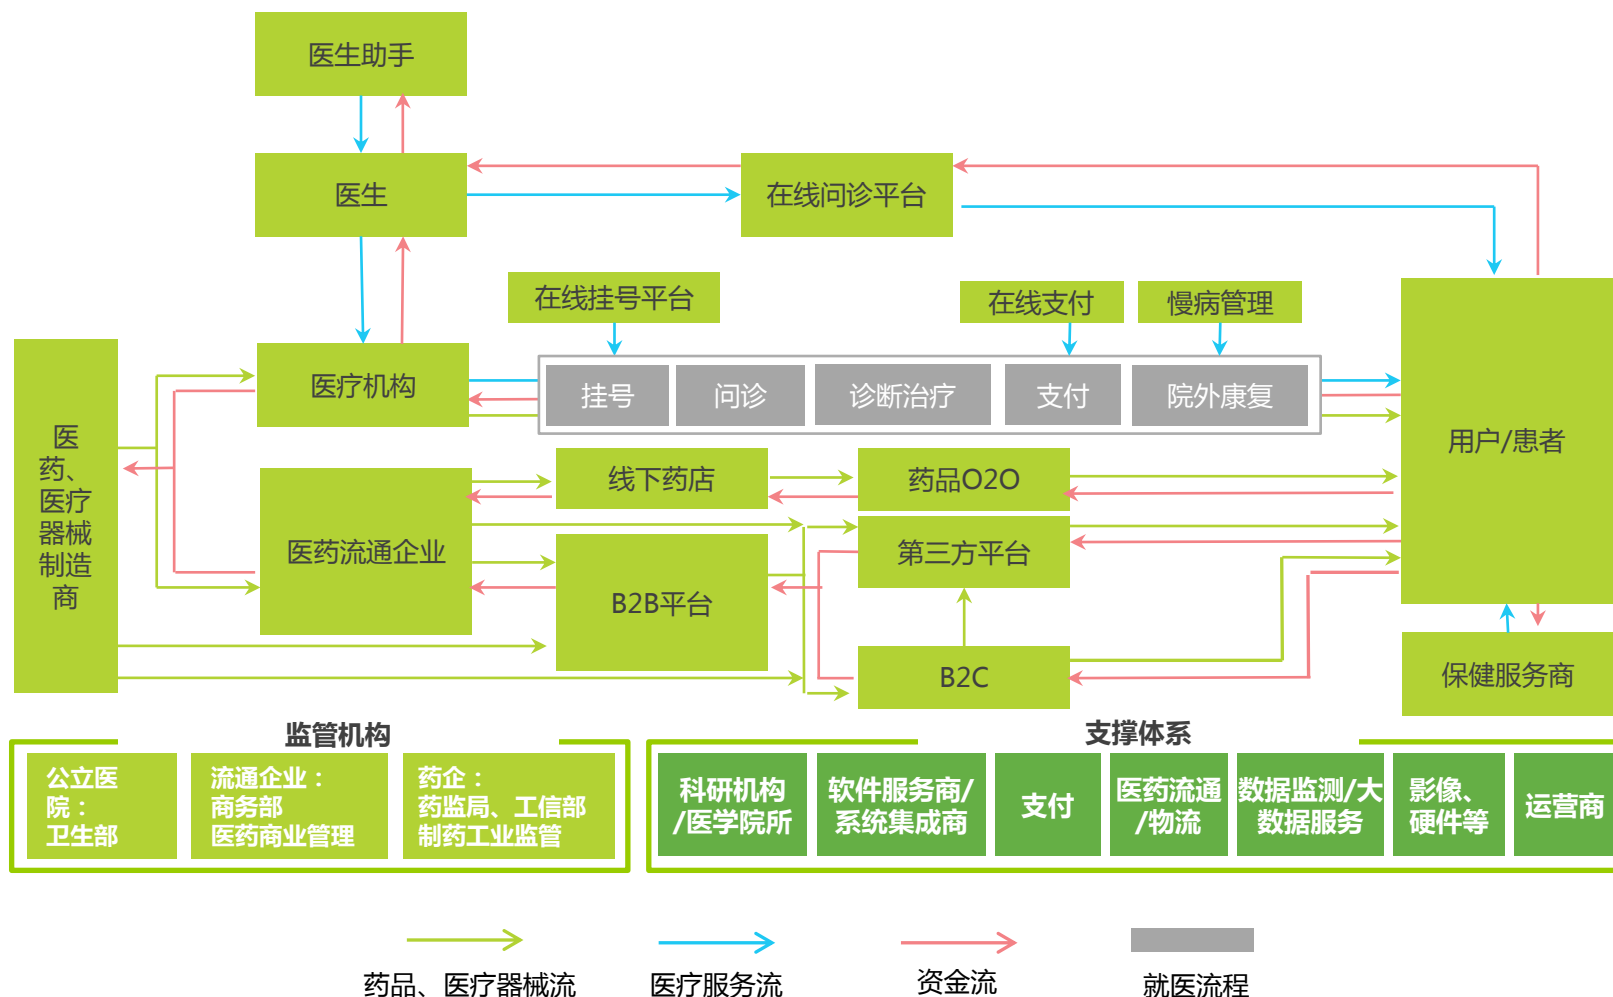 医生助手
医生
在线问诊平台
在线挂号平台
在线支付
慢病管理
医疗机构
挂号
问诊
诊断治疗
支付
院外康复
医
药、
医疗
器械
制造
商
用户/患者
线下药店
药品O2O
医药流通企业
第三方平台
B2B平台
B2C
保健服务商
监管机构
公立医
院：
卫生部
流通企业：
商务部
医药商业管理
药企：
药监局、工信部
制药工业监管
支撑体系
科研机构
/医学院所
软件服务商/
系统集成商
支付
医药流通
/物流
数据监测/大
数据服务
影像、
硬件等
运营商
药品、医疗器械流
医疗服务流
资金流
就医流程